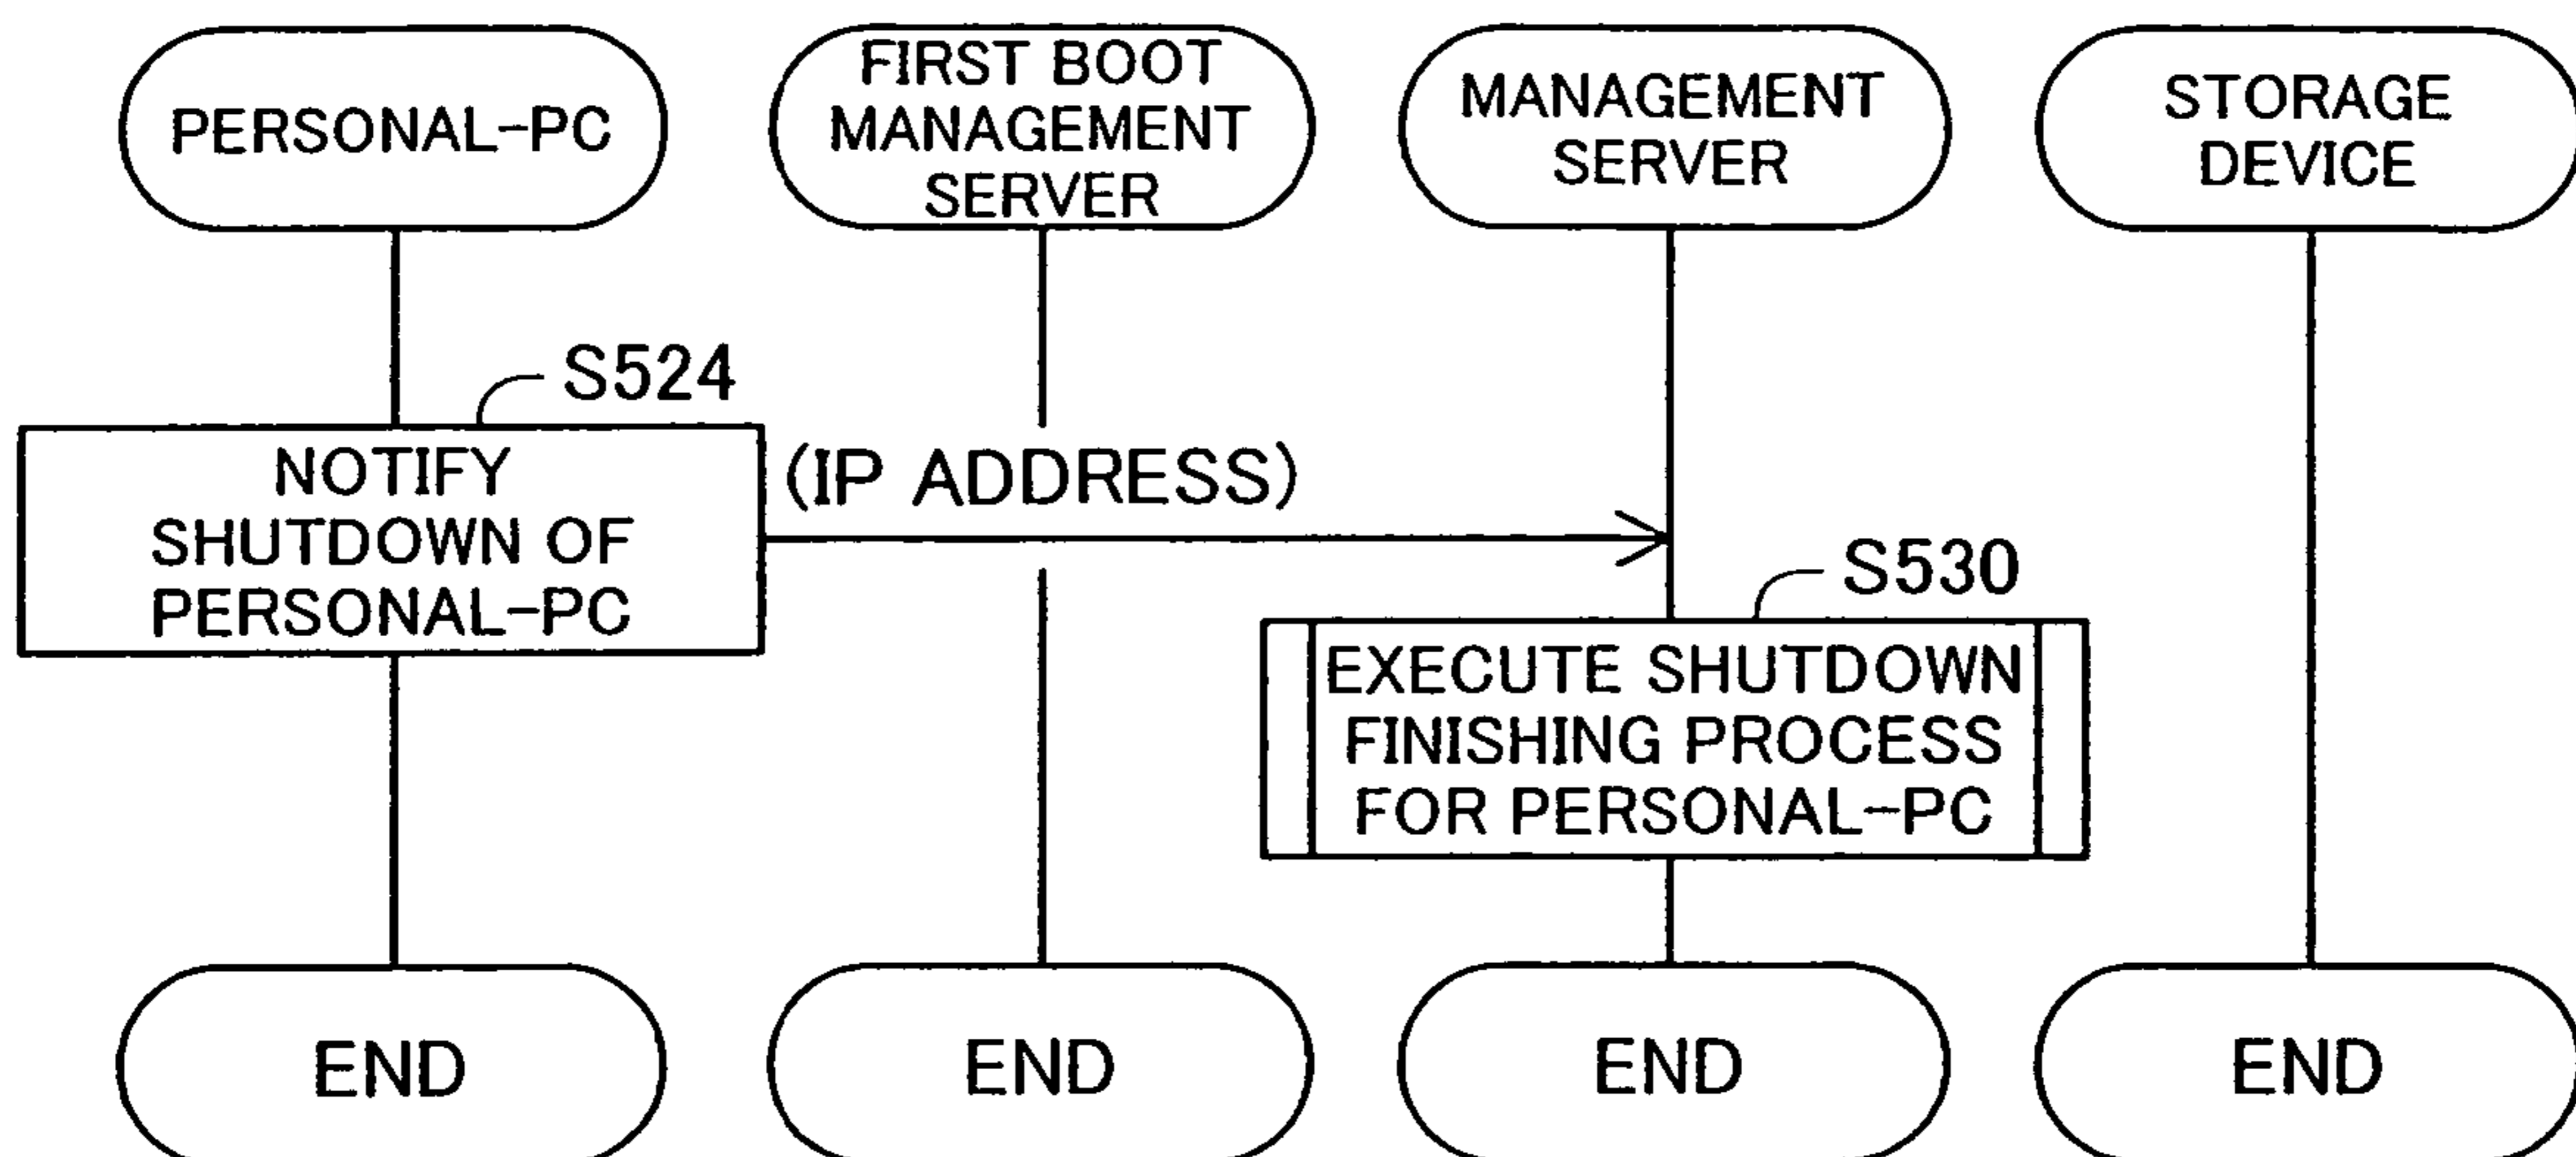 PERSONAL-PC
FIRST BOOT
MANAGEMENT
SERVER
MANAGEMENT
SERVER
STORAGE
DEVICE
S524
NOTIFY
SHUTDOWN OF
PERSONAL-PC
(IP ADDRESS)
S530
EXECUTE SHUTDOWN
FINISHING PROCESS
FOR PERSONAL-PC
END
END
END
END